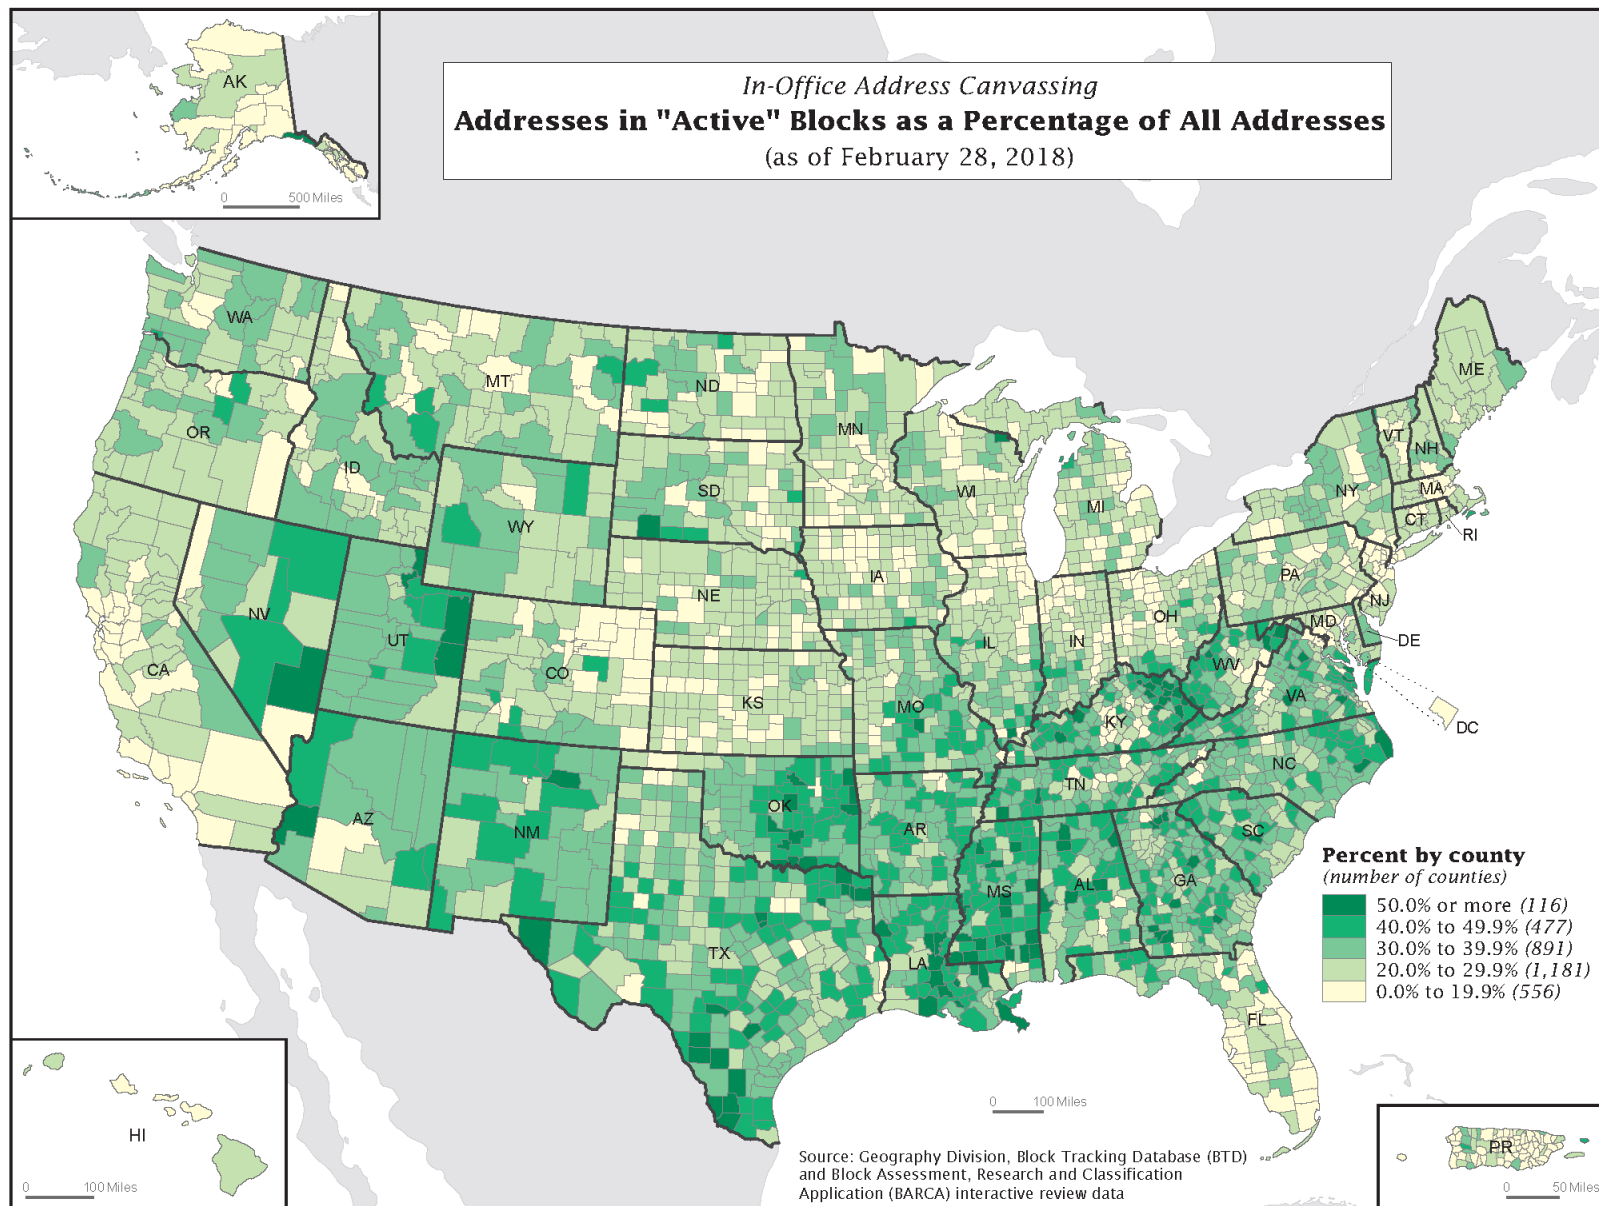 In-Office Address Canvassing
Addresses in "Active" Blocks as a Percentage of All Addresses
(as of February 28, 2018)
AK
0 500 Miles
WA
MT
ND
MN
ME
OR
ID
SD
WI
MI
VT
NH
NY
MA
CT
RI
WY
IA
PA
NJ
NE
NV
UT
CO
IL
IN
OH
MD
DE
CA
KS
MO
WV
VA
KY
DC
AZ
NM
OK
AR
TN
NC
SC
MS
AL
GA
TX
LA
FL
Percent by county
(number of counties)
50.0% or more (116)
40.0% to 49.9% (477)
30.0% to 39.9% (891)
20.0% to 29.9% (1,181)
0.0% to 19.9% (556)
HI
0 100 Miles
0 100 Miles
PR
0 50 Miles
Source: Geography Division, Block Tracking Database (BTD)
and Block Assessment, Research and Classification
Application (BARCA) interactive review data